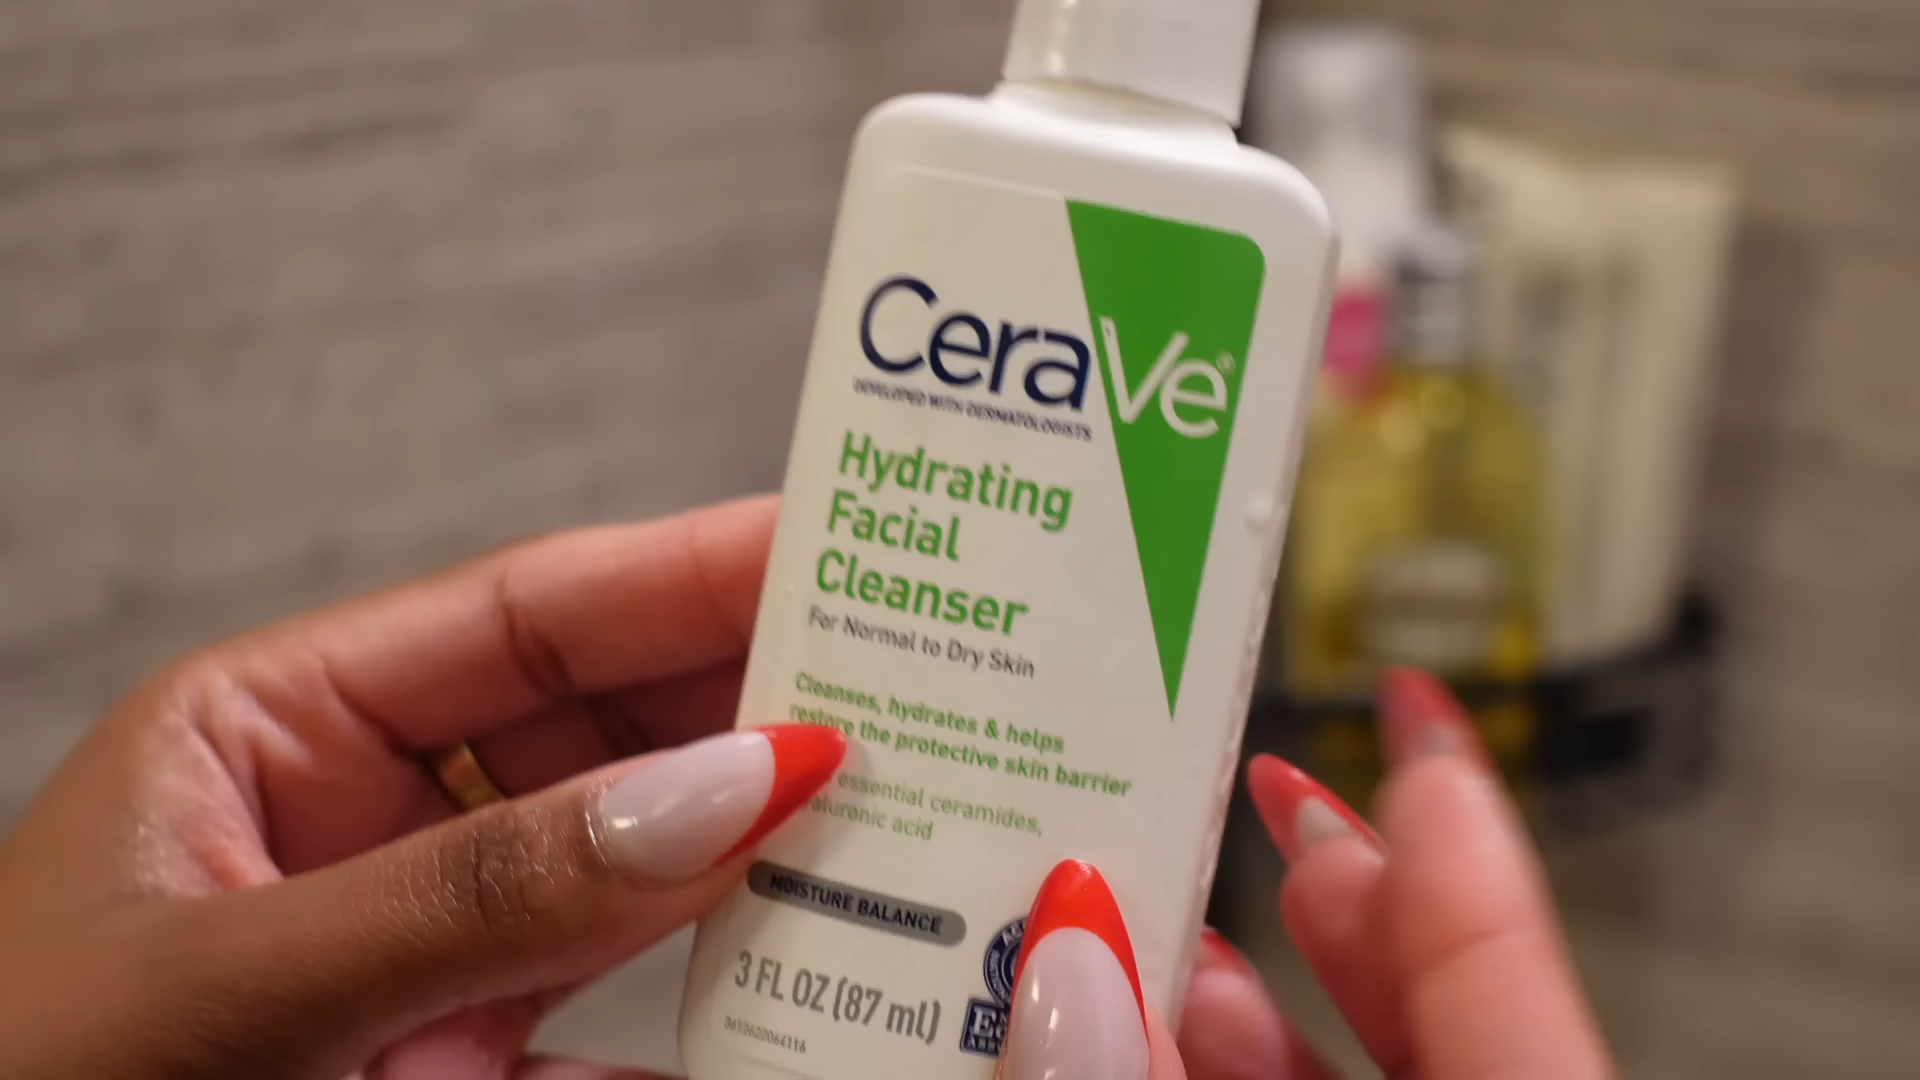 CeraVe®
DEVELOPED WITH DERMATOLOGISTS
Hydrating
Facial
Cleanser
For Normal to Dry Skin
Cleanses, hydrates & helps
restore the protective skin barrier
essential ceramides,
acid
MOISTURE BALANCE
3 FL OZ (87 ml)